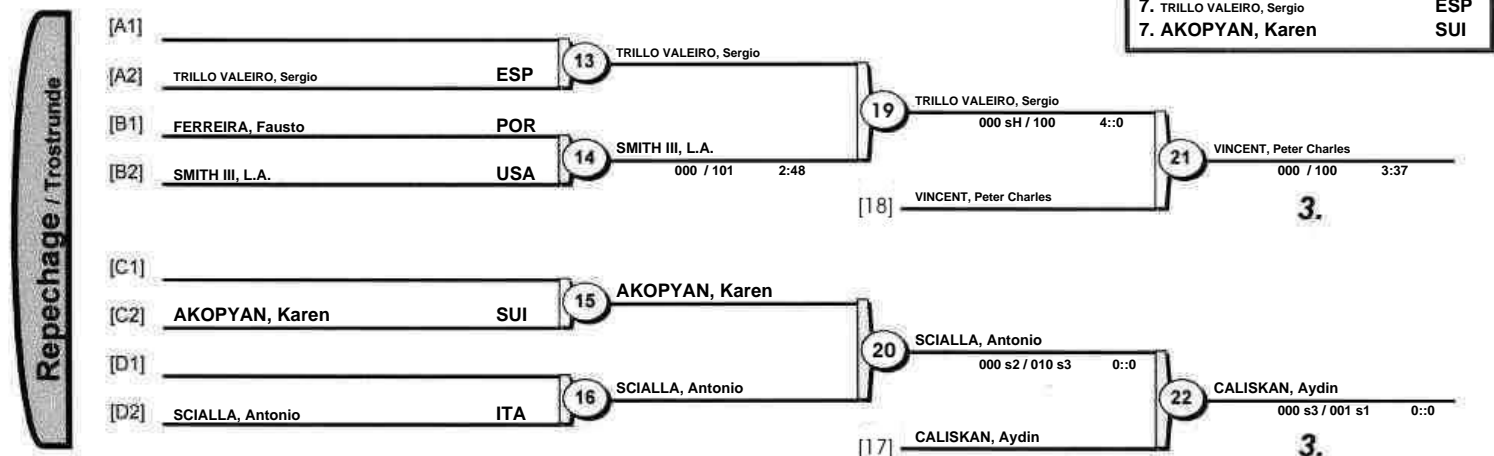 7. TRILLO VALEIRO, Sergio ESP
7. AKOPYAN, Karen SUI
Repechage / Trostrunde
[A1]
[A2] TRILLO VALEIRO, Sergio ESP
13 TRILLO VALEIRO, Sergio
[B1] FERREIRA, Fausto POR
[B2] SMITH III, L.A. USA
14 SMITH III, L.A.
000 / 101 2:48
19 TRILLO VALEIRO, Sergio
000 sH / 100 4::0
[18] VINCENT, Peter Charles
21 VINCENT, Peter Charles
000 / 100 3:37
3.
[C1]
[C2] AKOPYAN, Karen SUI
15 AKOPYAN, Karen
[D1]
[D2] SCIALLA, Antonio ITA
16 SCIALLA, Antonio
20 SCIALLA, Antonio
000 s2 / 010 s3 0::0
[17] CALISKAN, Aydin
22 CALISKAN, Aydin
000 s3 / 001 s1 0::0
3.